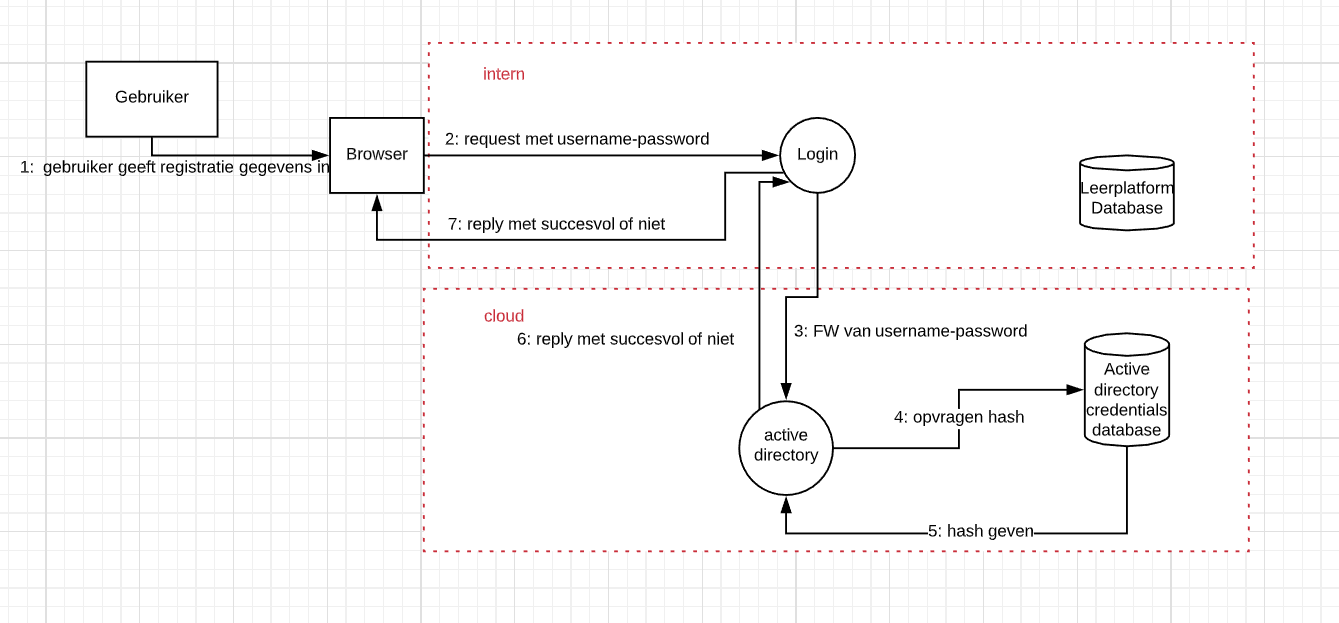 intern
Gebruiker
2: request met username-password
Browser
Login
1:  gebruiker geeft registratie gegevens in
Leerplatform
Database
7: reply met succesvol of niet
cloud
6: reply met succesvol of niet
3: FW van username-password
Active
directory
credentials
database
4: opvragen hash
active
directory
5: hash geven